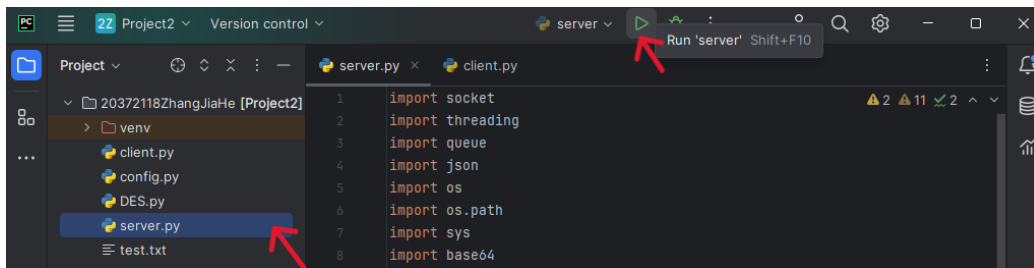 PC 2Z Project2 Version control server
Run 'server' Shift+F10
Project server.py client.py
20372118ZhangJiaHe [Project2]
venv
client.py
config.py
DES.py
server.py
test.txt
1 import socket 2 11 2
2 import threading
3 import queue
4 import json
5 import os
6 import os.path
7 import sys
8 import base64